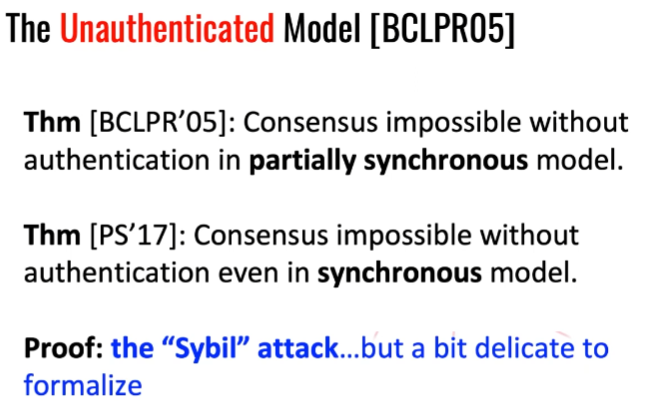 The Unauthenticated Model [BCLPR05]
Thm [BCLPR’05]: Consensus impossible without
authentication in partially synchronous model.
Thm [PS’17]: Consensus impossible without
authentication even in synchronous model.
Proof: the “Sybil” attack…but a bit delicate to
formalize